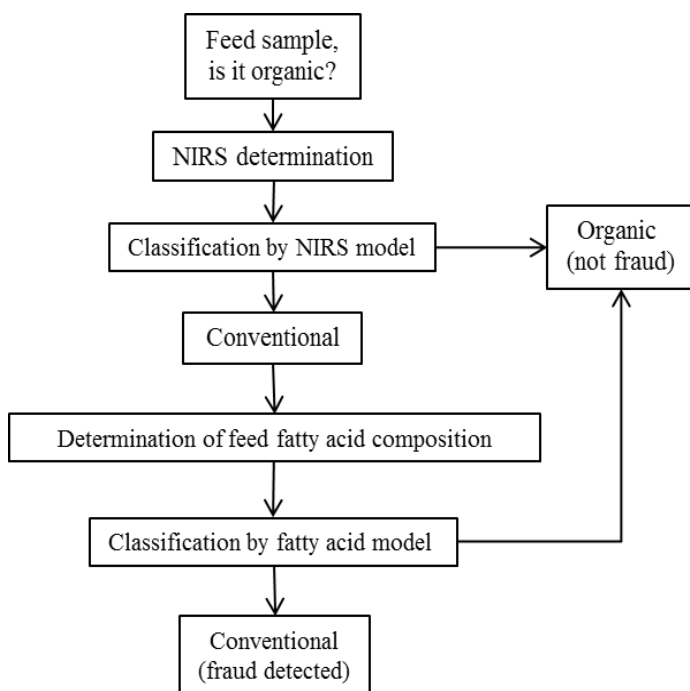 Feed sample,
is it organic?
NIRS determination
Classification by NIRS model
Organic
(not fraud)
Conventional
Determination of feed fatty acid composition
Classification by fatty acid model
Conventional
(fraud detected)